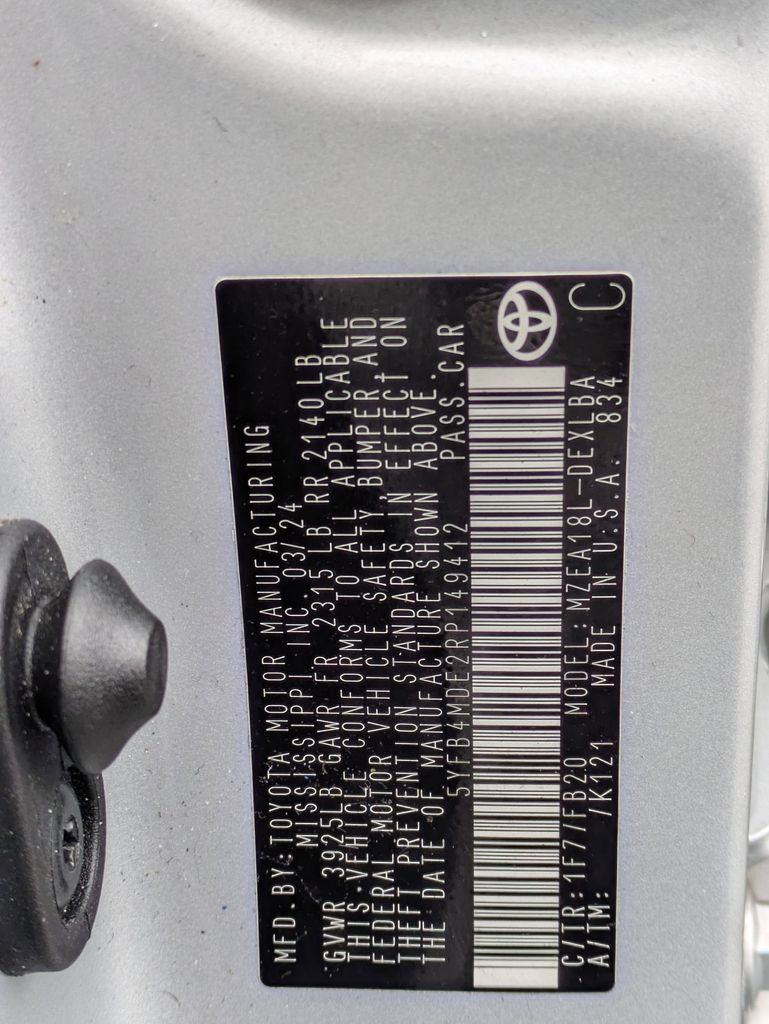 MFD.BY:TOYOTA MOTOR MANUFACTURING
MISSISSIPPI INC. 03/24
GVWR 3925LB GAWR FR 2315LB RR 2140LB
THIS VEHICLE CONFORMS TO ALL APPLICABLE
FEDERAL MOTOR VEHICLE SAFETY, BUMPER AND
THEFT PREVENTION STANDARDS IN EFFECT ON
THE DATE OF MANUFACTURE SHOWN ABOVE.
5YFB4MDE2RP149412 PASS.CAR
C/TR: 1F7/FB20 MODEL: MZEA18L-DEXLBA
A/TM: /K121 MADE IN U.S.A. 834
C